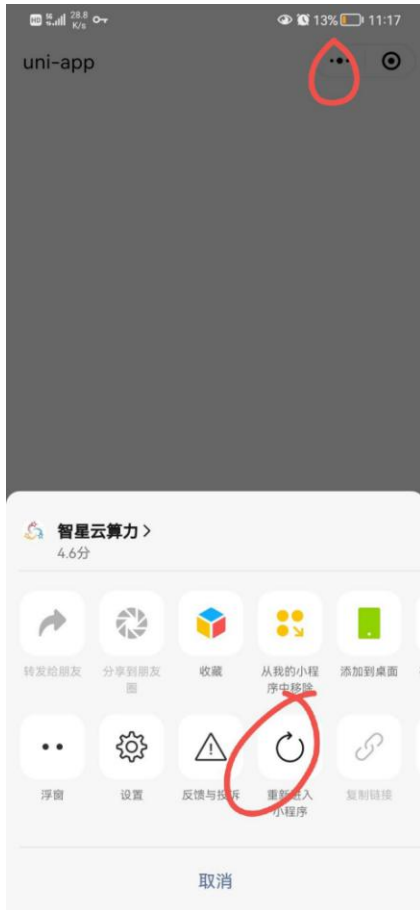 HD 5G 28.8 K/s 13% 11:17
uni-app
智星云算力 >
4.6分
转发给朋友 分享到朋友圈 收藏 从我的小程序中移除 添加到桌面
浮窗 设置 反馈与投诉 重新进入小程序 复制链接
取消